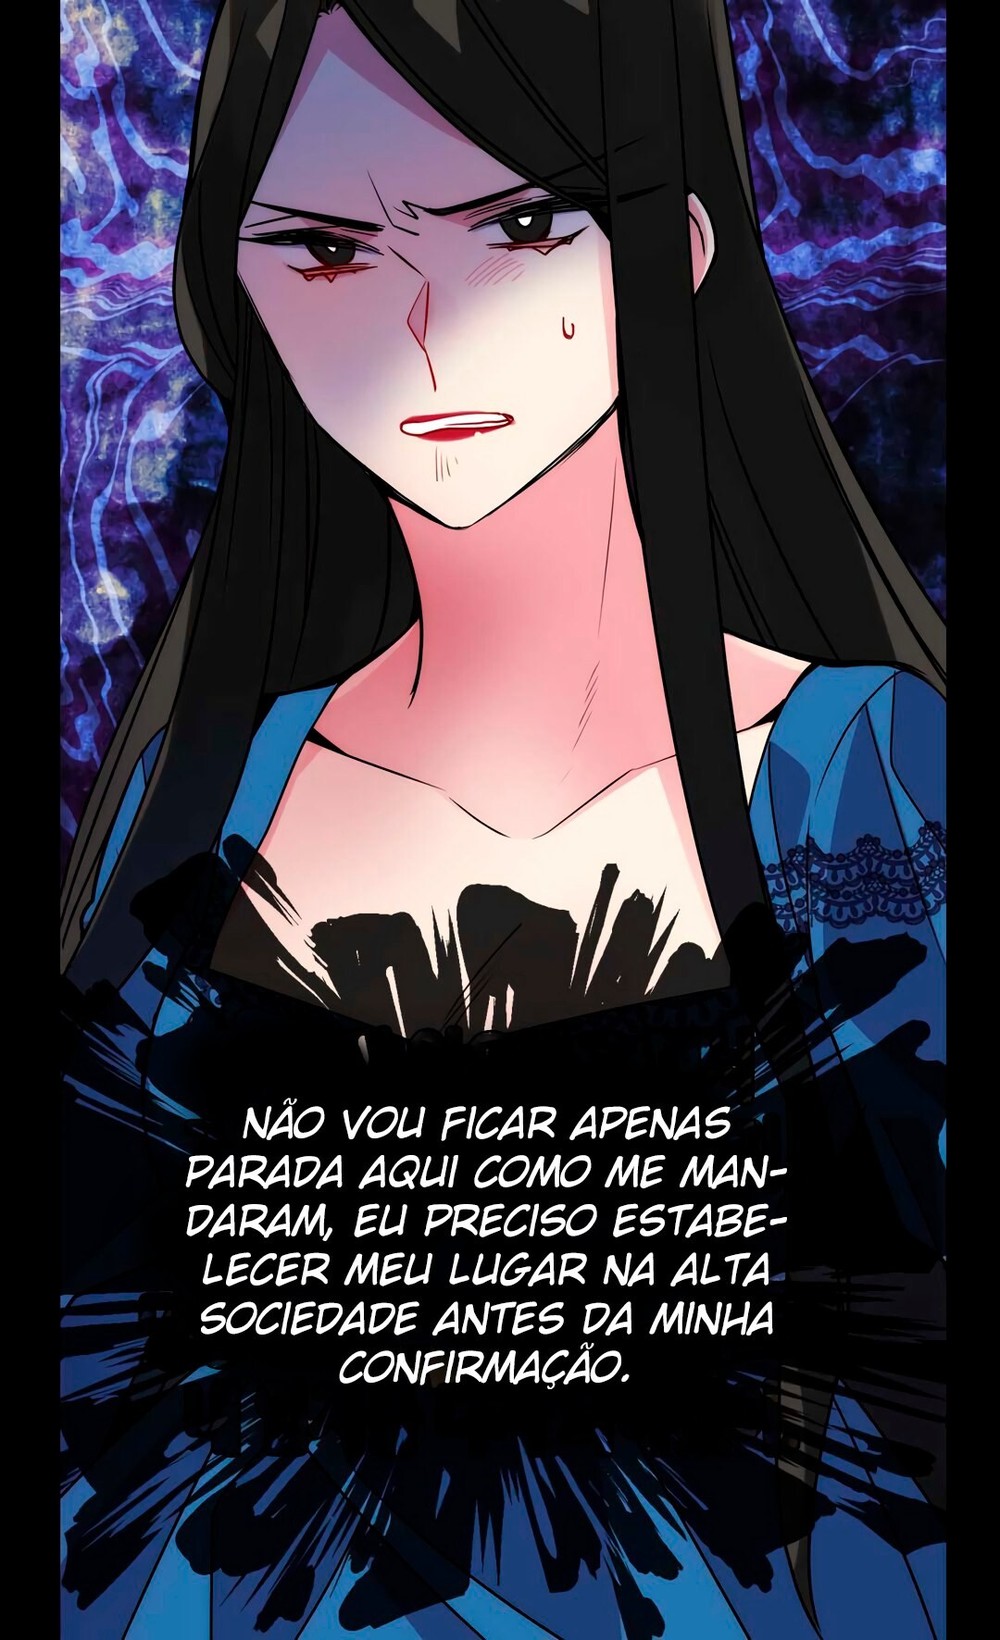 NÃO VOU FICAR APENAS
PARADA AQUI COMO ME MAN-
DARAM, EU PRECISO ESTABE-
LECER MEU LUGAR NA ALTA
SOCIEDADE ANTES DA MINHA
CONFIRMAÇÃO.